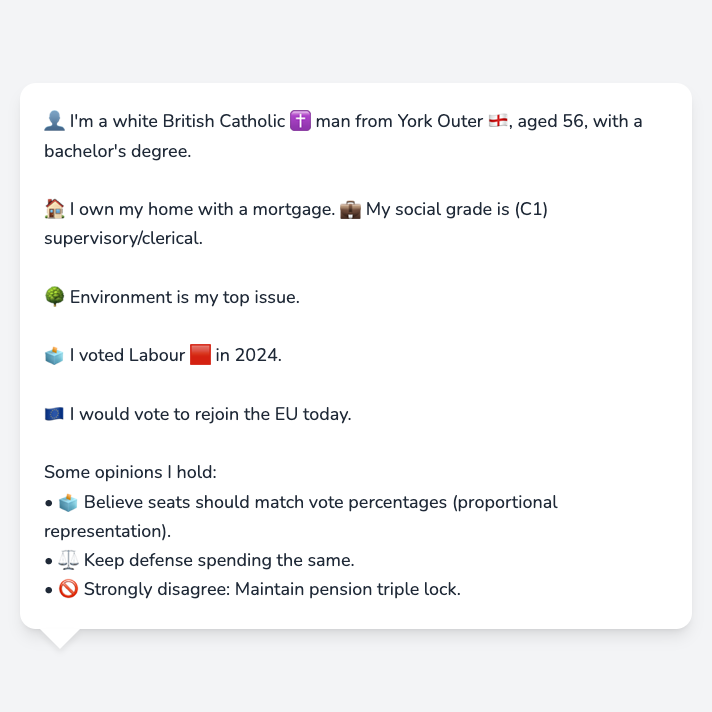 👤 I'm a white British Catholic ✝️ man from York Outer 🏴󠁧󠁢󠁥󠁮󠁧󠁿, aged 56, with a
bachelor's degree.
🏠 I own my home with a mortgage. 💼 My social grade is (C1)
supervisory/clerical.
🌳 Environment is my top issue.
🗳️ I voted Labour 🟥 in 2024.
🇪🇺 I would vote to rejoin the EU today.
Some opinions I hold:
• 🗳️ Believe seats should match vote percentages (proportional
representation).
• ⚖️ Keep defense spending the same.
• 🚫 Strongly disagree: Maintain pension triple lock.